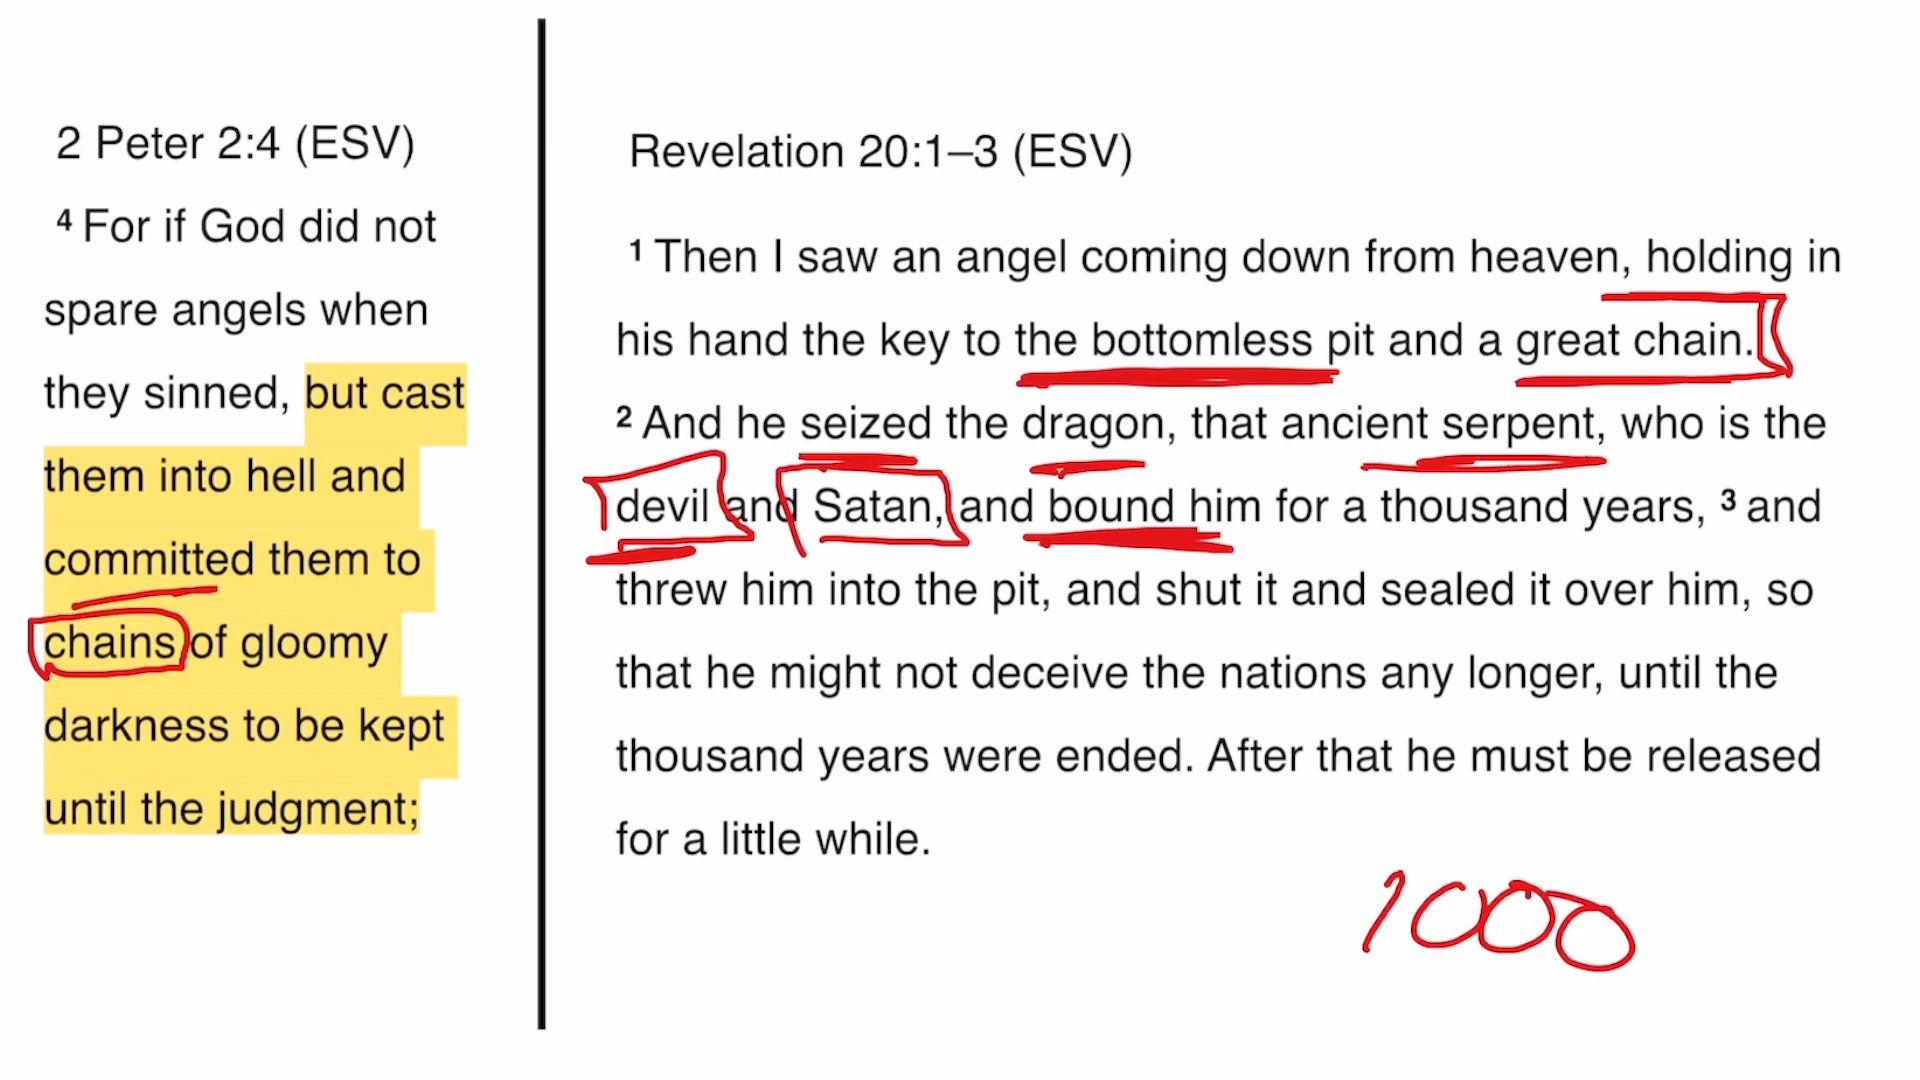 2 Peter 2:4 (ESV)
⁴ For if God did not
spare angels when
they sinned, but cast
them into hell and
committed them to
chains of gloomy
darkness to be kept
until the judgment;
Revelation 20:1–3 (ESV)
¹ Then I saw an angel coming down from heaven, holding in
his hand the key to the bottomless pit and a great chain.
² And he seized the dragon, that ancient serpent, who is the
devil and Satan, and bound him for a thousand years, ³ and
threw him into the pit, and shut it and sealed it over him, so
that he might not deceive the nations any longer, until the
thousand years were ended. After that he must be released
for a little while.
1000